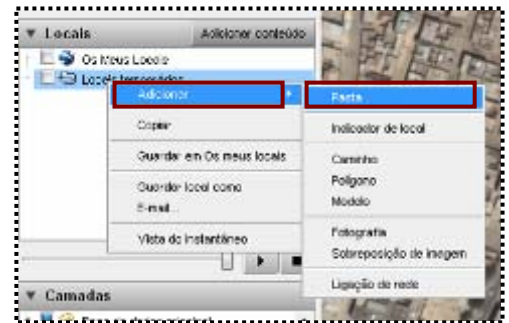 Locais
Adicionar conteúdo
Os Meus Locais
Locais temporários
Adicionar
Pasta
Copiar
Indicador de local
Guardar em Os meus locais
Caminho
Polígono
Guardar local como
Modelo
E-mail...
Fotografia
Vista do instantâneo
Sobreposição de imagem
Ligação de rede
Camadas